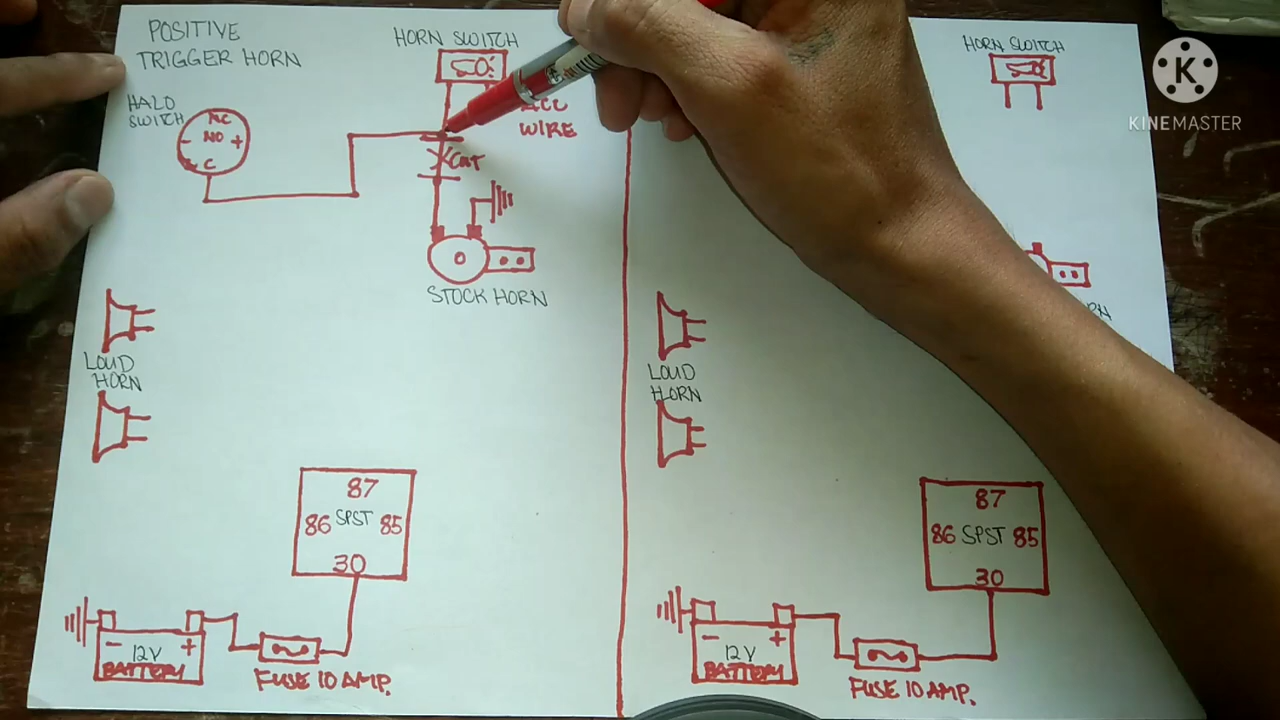 POSITIVE
TRIGGER HORN
HORN SWITCH
HALO
SWITCH
NC
NO
- +
C
ACC
WIRE
CUT
STOCK HORN
LOUD
HORN
87
86 SPST 85
30
- +
12V
BATTERY
FUSE 10 AMP.
HORN SWITCH
K
KINEMASTER
LOUD
HORN
87
86 SPST 85
30
- +
12V
BATTERY
FUSE 10 AMP.